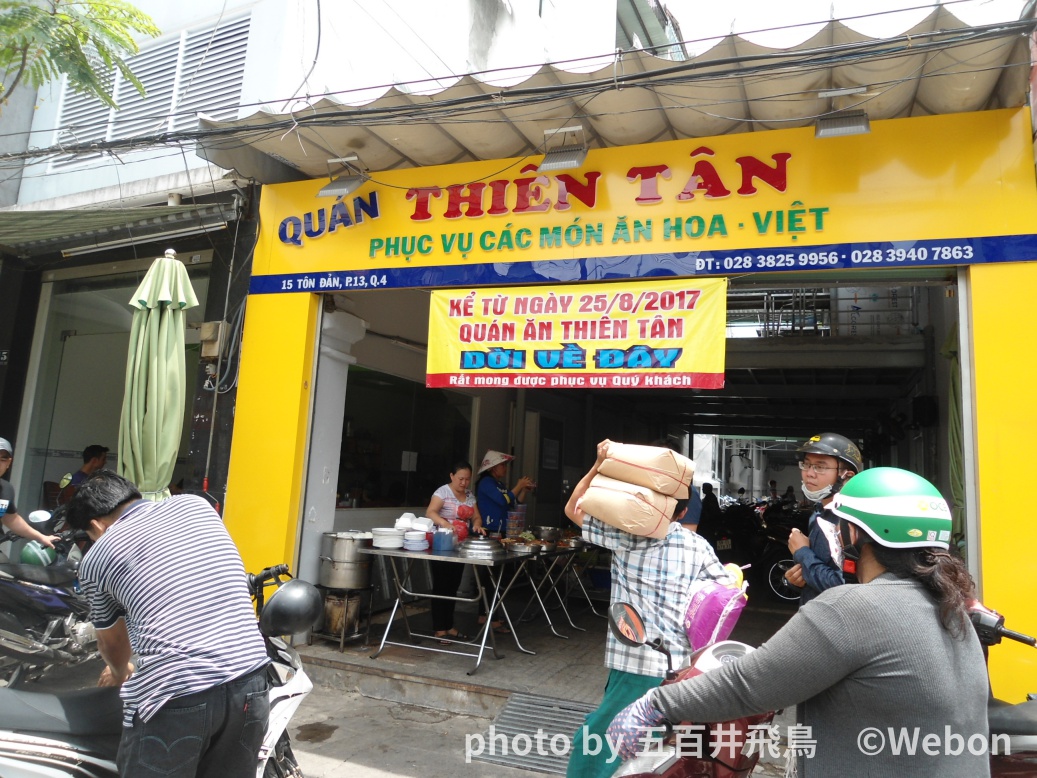 QUÁN THIÊN TÂN
PHỤC VỤ CÁC MÓN ĂN HOA · VIỆT
15 TÔN ĐẢN, P.13, Q.4
ĐT: 028 3825 9956 · 028 3940 7863
KỂ TỪ NGÀY 25/8/2017
QUÁN ĂN THIÊN TÂN
DỜI VỀ ĐÂY
Rất mong được phục vụ Quý khách
photo by 五百井飛鳥 ©Webon